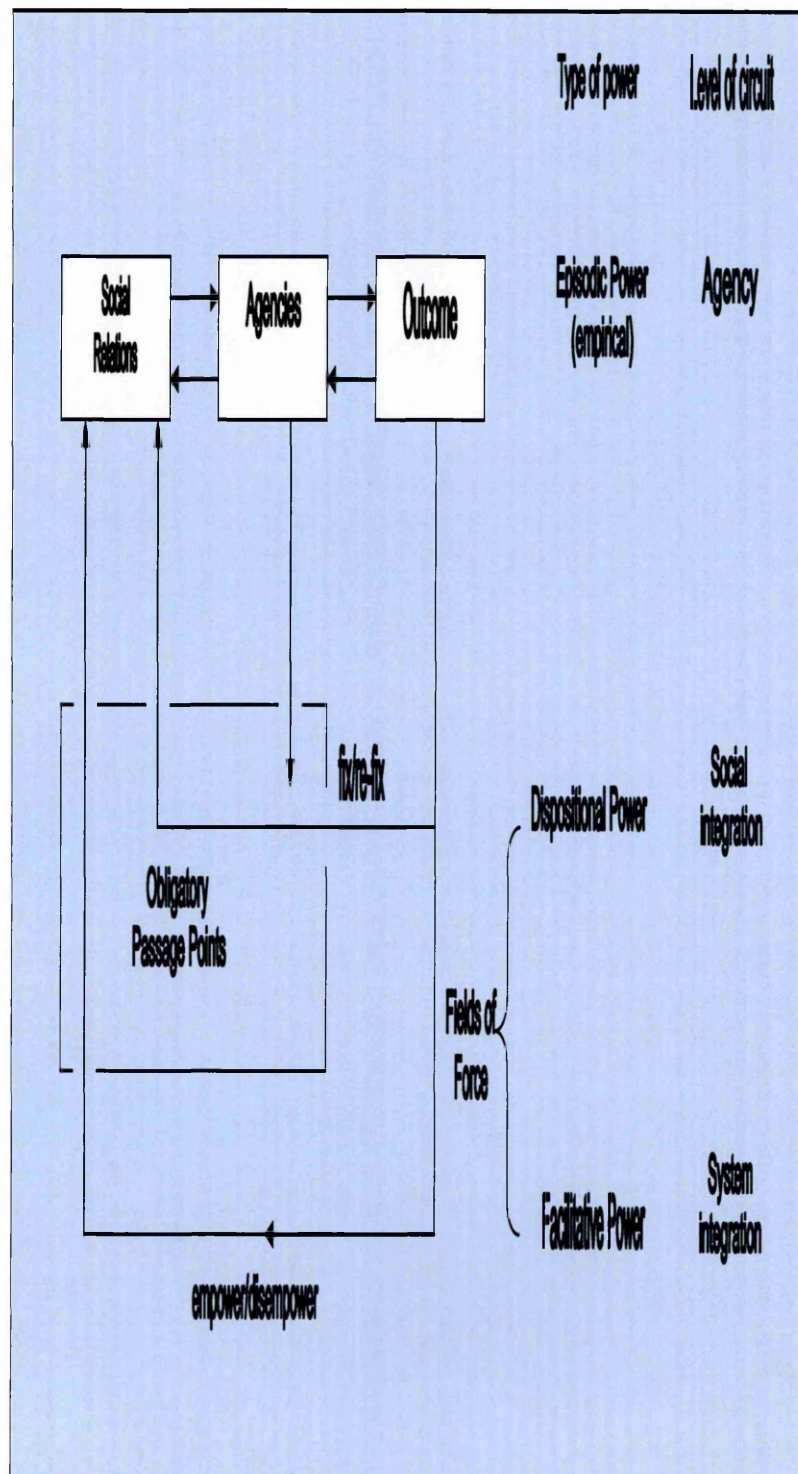 Type of power
Level of circuit
Social
Relations
Agencies
Outcome
Episodic Power
(empirical)
Agency
fix/re-fix
Dispositional Power
Social
integration
Obligatory
Passage Points
Fields of
Force
Facilitative Power
System
integration
empower/disempower